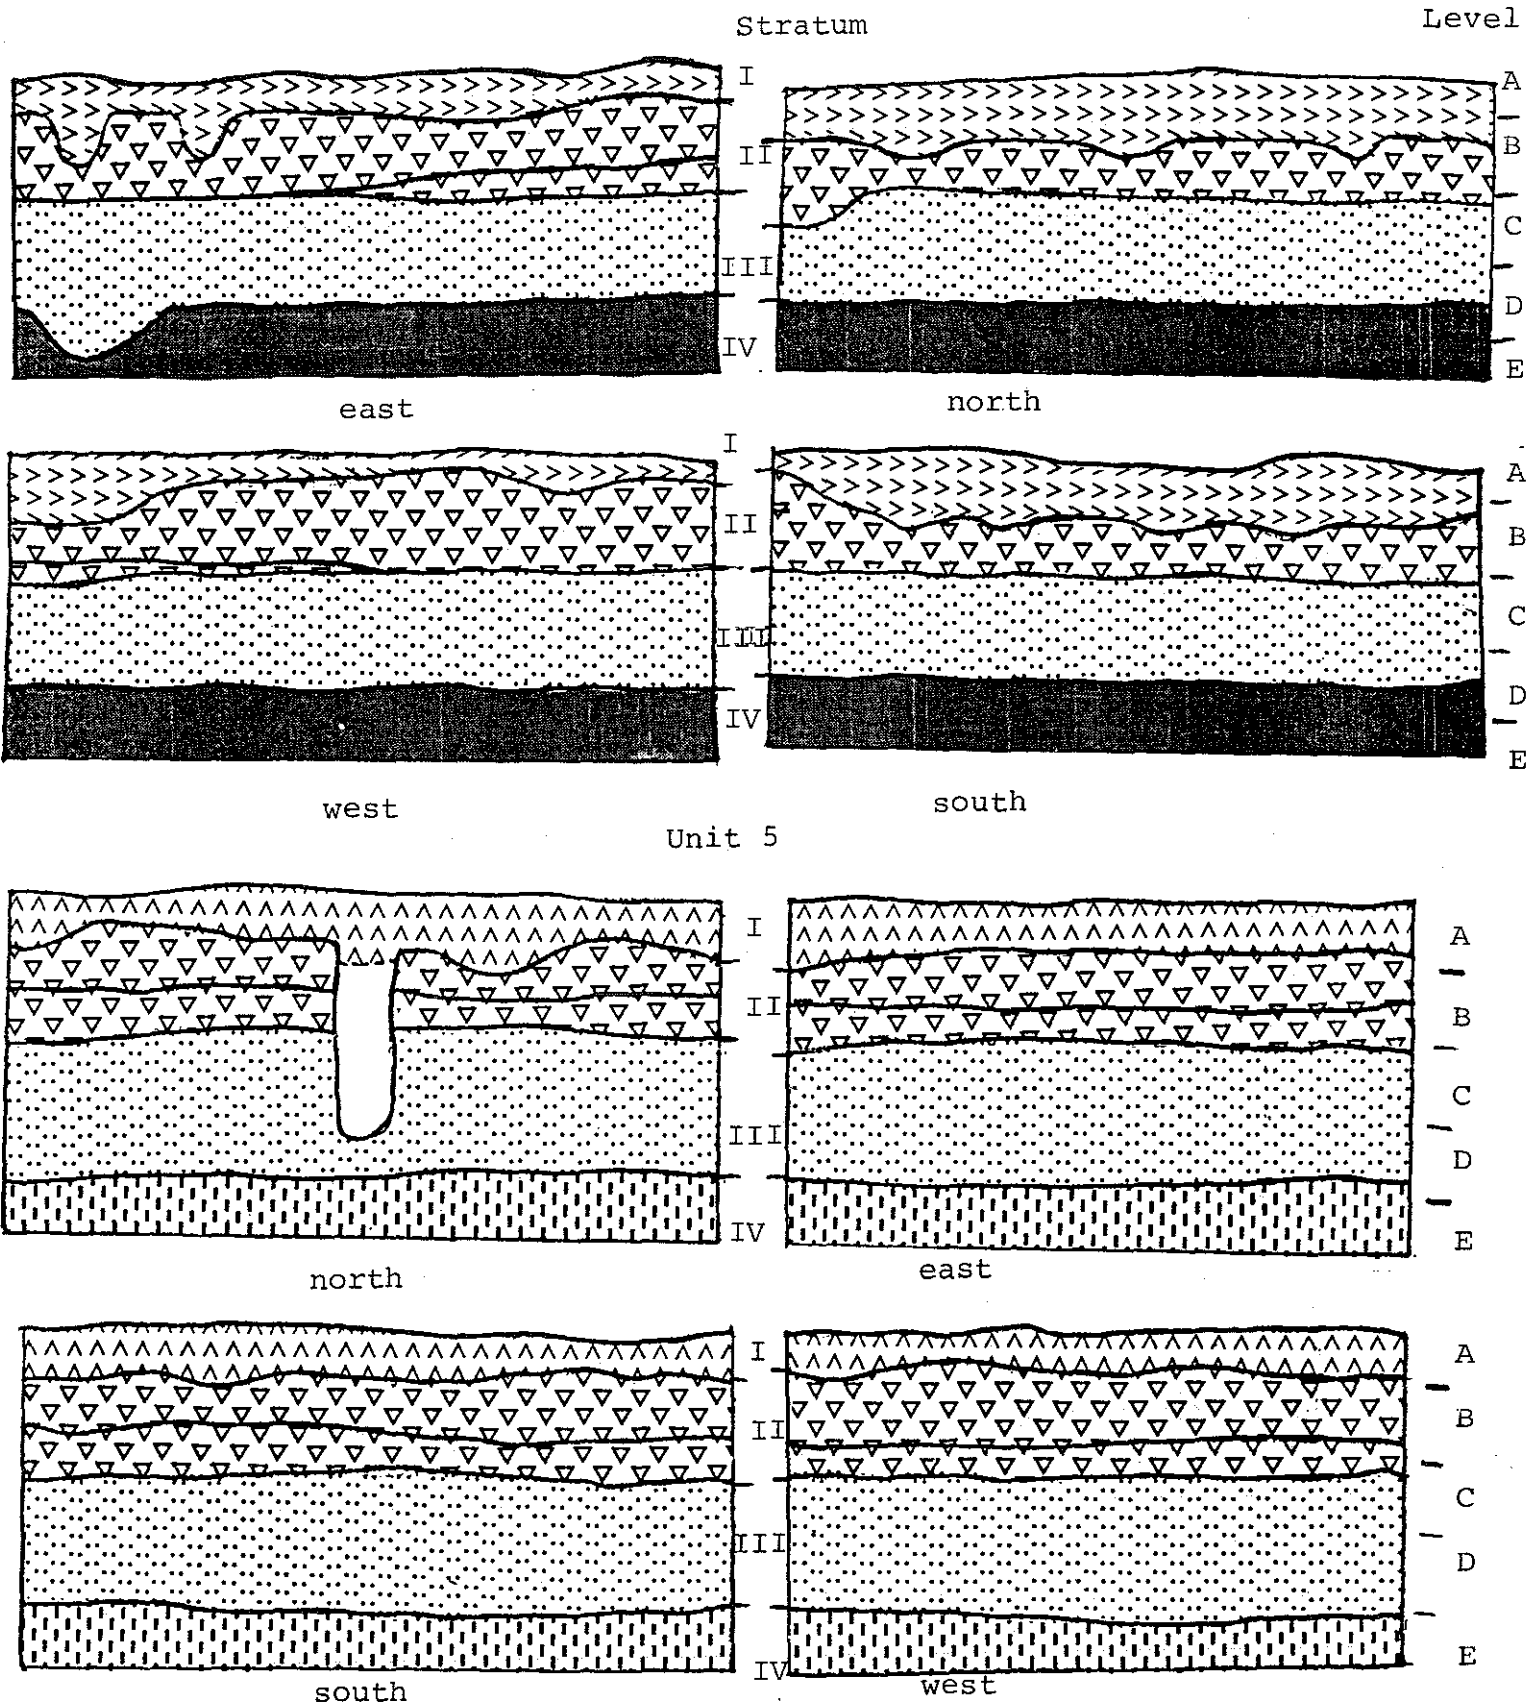 Stratum Level
I A
II B
III C
IV D
E
east north
I A
II B
III C
IV D
E
west south
Unit 5
I A
II B
III C
D
IV E
north east
I A
II B
C
III D
IV E
south west